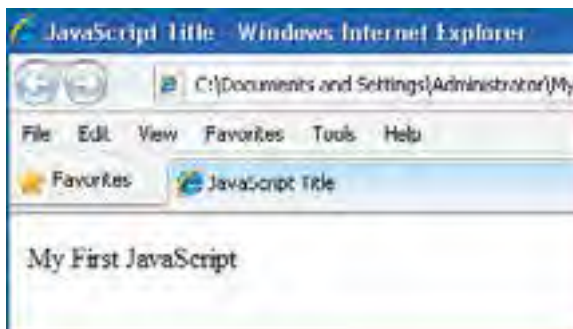 JavaScript Title - Windows Internet Explorer
C:\Documents and Settings\Administrator\My
File Edit View Favorites Tools Help
Favorites JavaScript Title
My First JavaScript